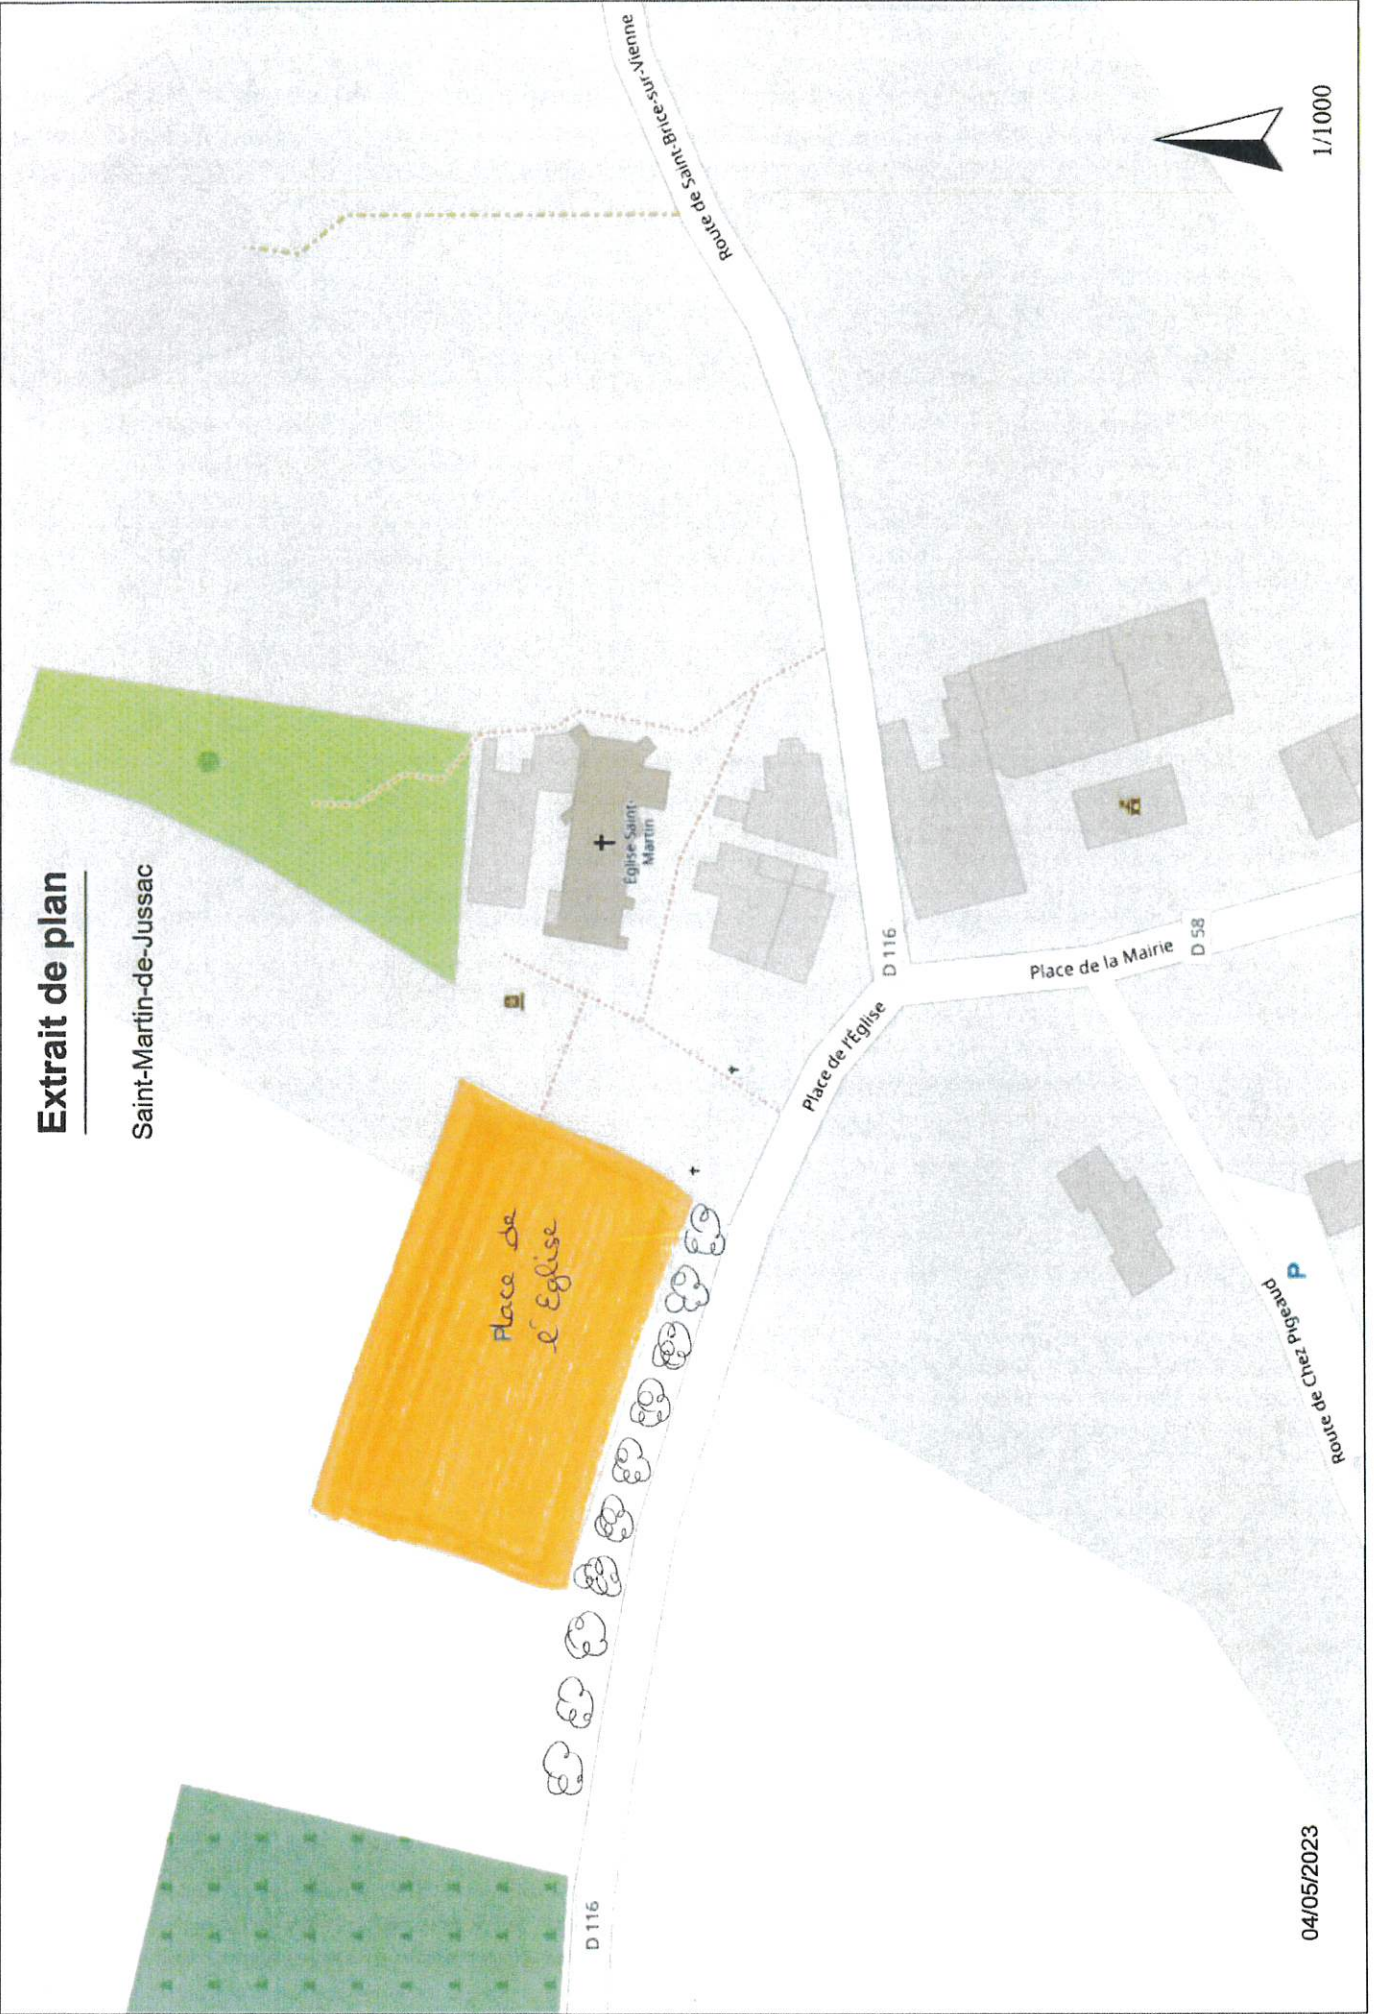 Extrait de plan
Saint-Martin-de-Jussac
Route de Saint-Brice-sur-Vienne
Église Saint-
Martin
Place de
l'Eglise
P
D 116
Place de l'Église
D 116
Place de la Mairie
D 58
Route de Chez Pigeaud
P
04/05/2023
1/1000